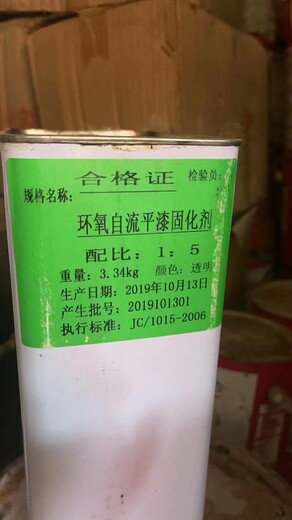 合格证 检验员:
规格名称:
环氧自流平漆固化剂
配比: 1: 5
重量: 3.34kg 颜色: 透明
生产日期: 2019年10月13日
产生批号: 2019101301
执行标准: JC/1015-2006